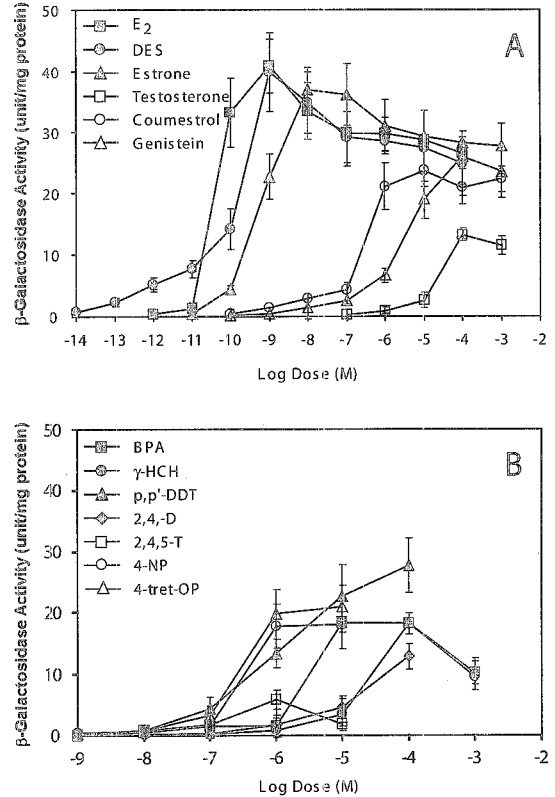 β-Galactosidase Activity (unit/mg protein)
50
40
30
20
10
0
E2
DES
Estrone
Testosterone
Coumestrol
Genistein
A
-14 -13 -12 -11 -10 -9 -8 -7 -6 -5 -4 -3 -2
Log Dose (M)
β-Galactosidase Activity (unit/mg protein)
50
40
30
20
10
0
BPA
γ-HCH
p,p'-DDT
2,4,-D
2,4,5-T
4-NP
4-tret-OP
B
-9 -8 -7 -6 -5 -4 -3 -2
Log Dose (M)